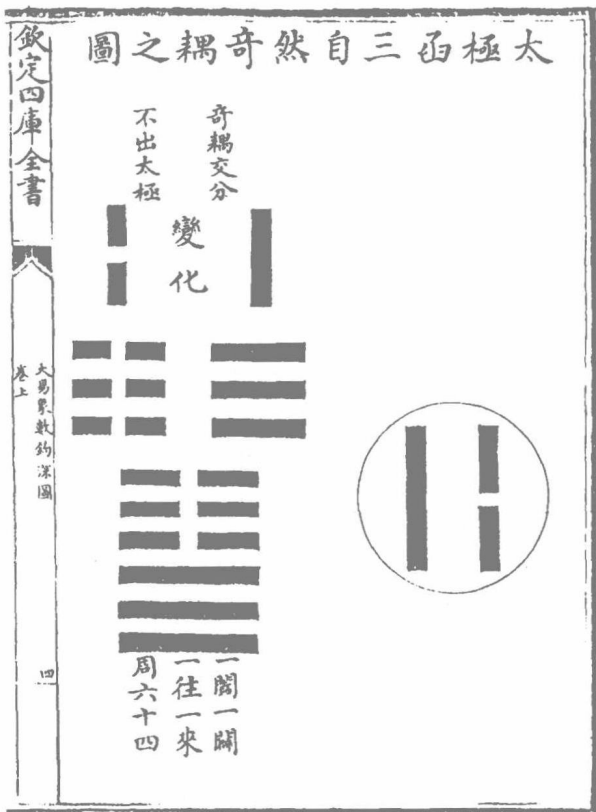 太極函三自然奇耦之圖
奇耦交分
不出太極
變化
一闔一闢
一往一來
周六十四
欽定四庫全書
大易象數鈎深圖
卷上
四